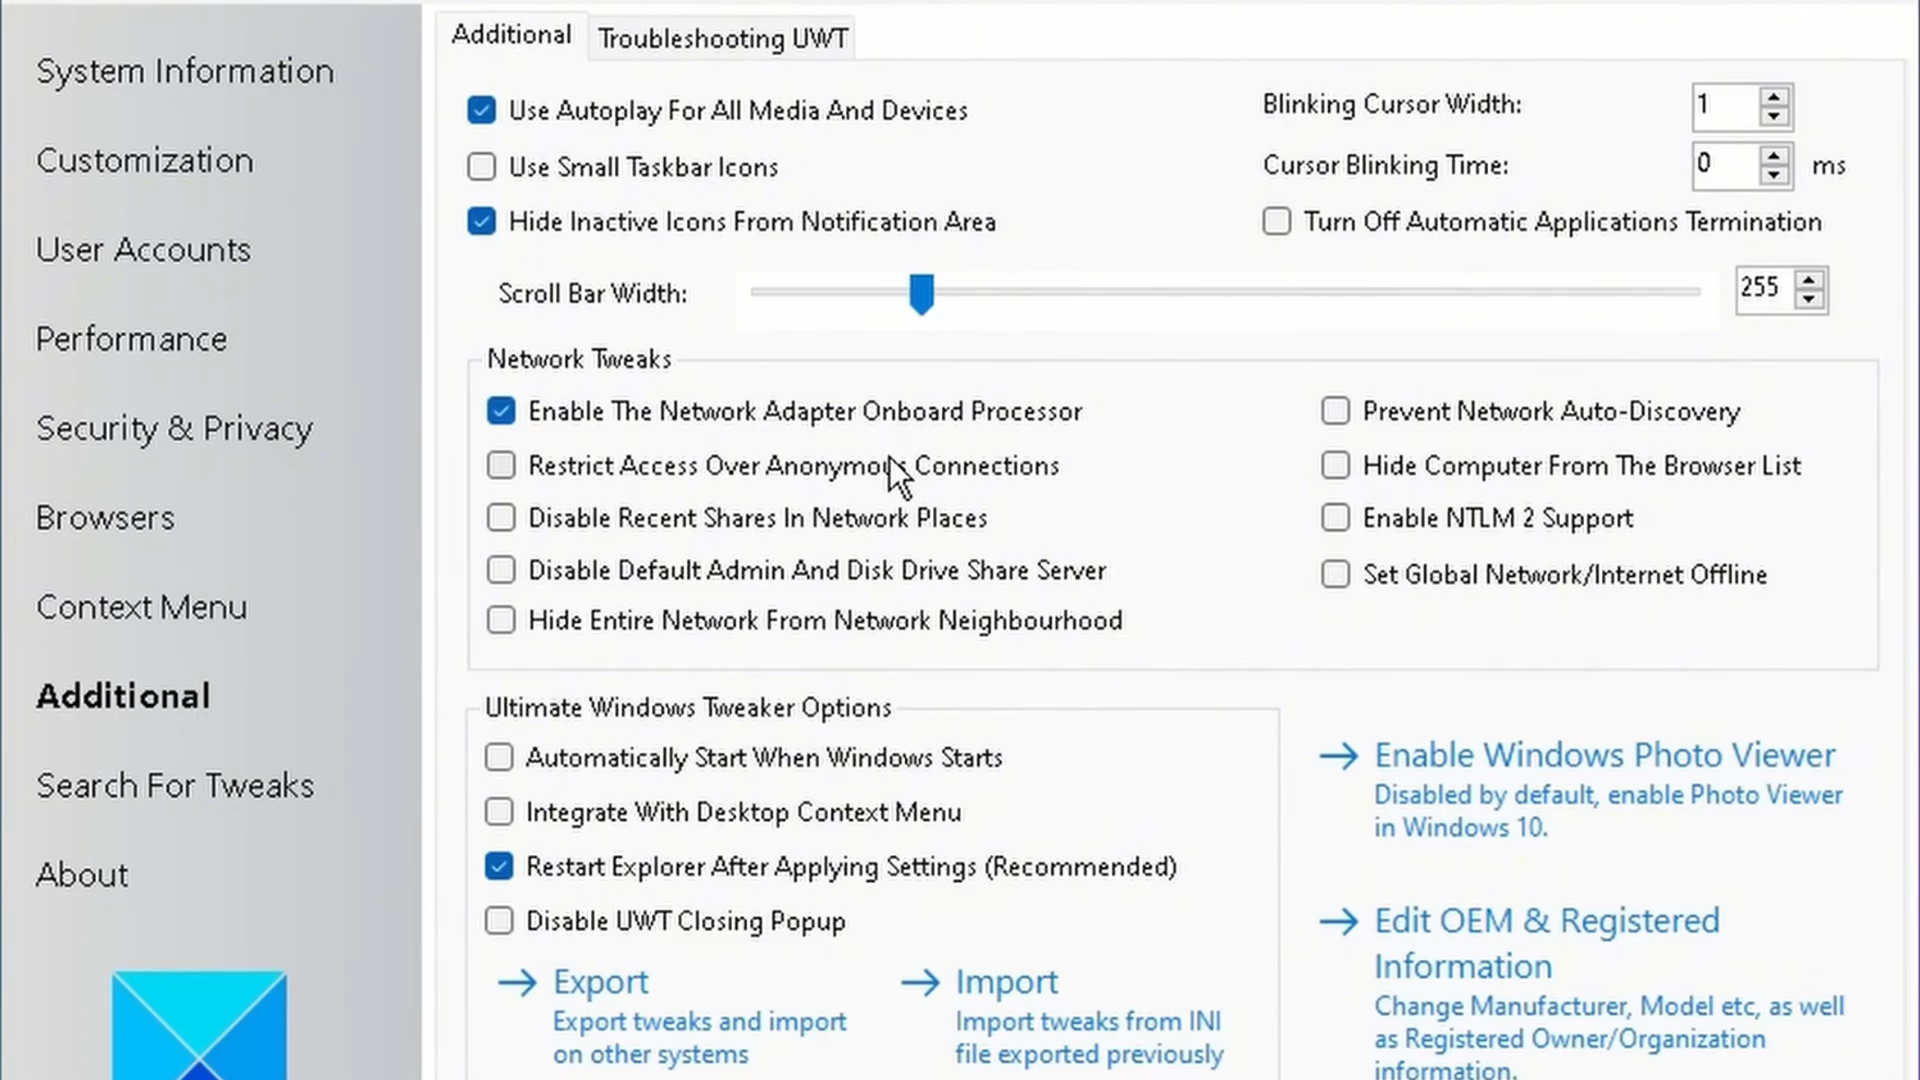 System Information
Customization
User Accounts
Performance
Security & Privacy
Browsers
Context Menu
Additional
Search For Tweaks
About
Additional
Troubleshooting UWT
Use Autoplay For All Media And Devices
Use Small Taskbar Icons
Hide Inactive Icons From Notification Area
Blinking Cursor Width:
1
Cursor Blinking Time:
0
ms
Turn Off Automatic Applications Termination
Scroll Bar Width:
255
Network Tweaks
Enable The Network Adapter Onboard Processor
Restrict Access Over Anonymous Connections
Disable Recent Shares In Network Places
Disable Default Admin And Disk Drive Share Server
Hide Entire Network From Network Neighbourhood
Prevent Network Auto-Discovery
Hide Computer From The Browser List
Enable NTLM 2 Support
Set Global Network/Internet Offline
Ultimate Windows Tweaker Options
Automatically Start When Windows Starts
Integrate With Desktop Context Menu
Restart Explorer After Applying Settings (Recommended)
Disable UWT Closing Popup
Export
Export tweaks and import
on other systems
Import
Import tweaks from INI
file exported previously
Enable Windows Photo Viewer
Disabled by default, enable Photo Viewer
in Windows 10.
Edit OEM & Registered
Information
Change Manufacturer, Model etc, as well
as Registered Owner/Organization
information.